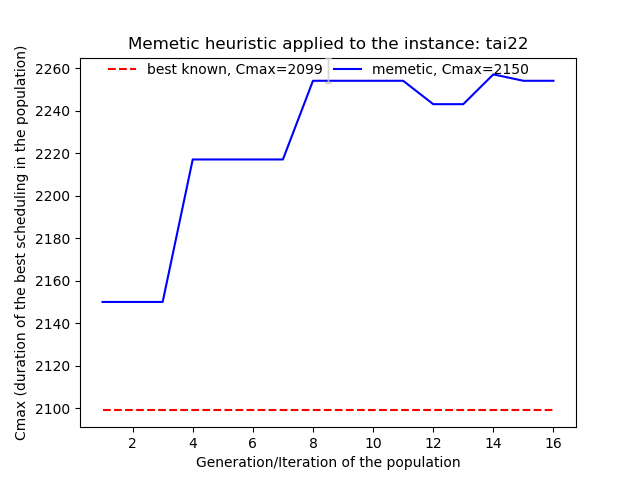 Memetic heuristic applied to the instance: tai22
best known, Cmax=2099
memetic, Cmax=2150
Cmax (duration of the best scheduling in the population)
2260
2240
2220
2200
2180
2160
2140
2120
2100
2 4 6 8 10 12 14 16
Generation/Iteration of the population